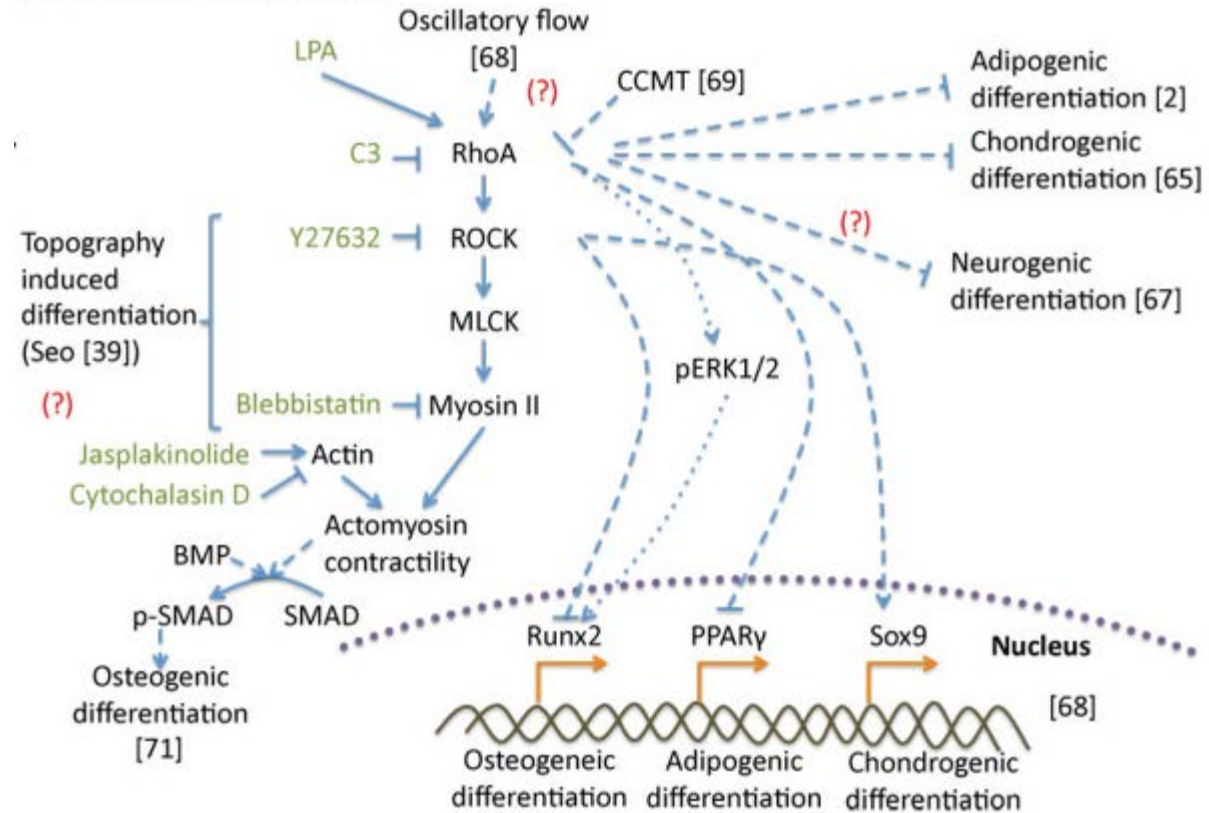 Oscillatory flow
[68]
LPA
(?)
CCMT [69]
Adipogenic
differentiation [2]
C3
RhoA
Chondrogenic
differentiation [65]
Y27632
ROCK
(?)
Topography
induced
differentiation
(Seo [39])
Neurogenic
differentiation [67]
MLCK
pERK1/2
(?)
Blebbistatin
Myosin II
Jasplakinolide
Actin
Cytochalasin D
Actomyosin
contractility
BMP
p-SMAD
SMAD
Runx2
PPARγ
Sox9
Nucleus
Osteogenic
differentiation
[71]
[68]
Osteogeneic
differentiation
Adipogenic
differentiation
Chondrogenic
differentiation